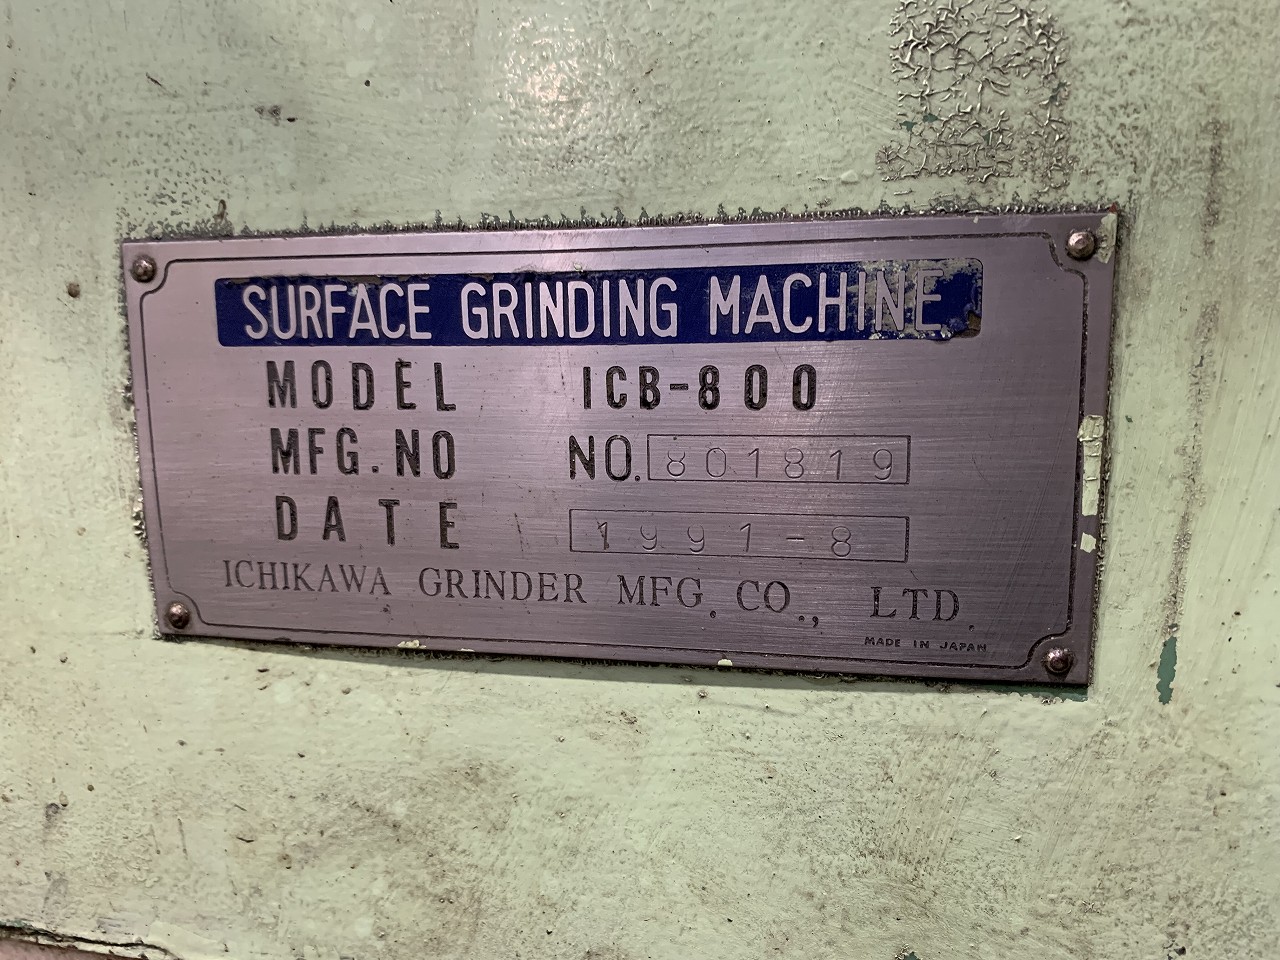 SURFACE GRINDING MACHINE
MODEL ICB-800
MFG.NO NO. 801819
DATE 1991-8
ICHIKAWA GRINDER MFG. CO., LTD.
MADE IN JAPAN